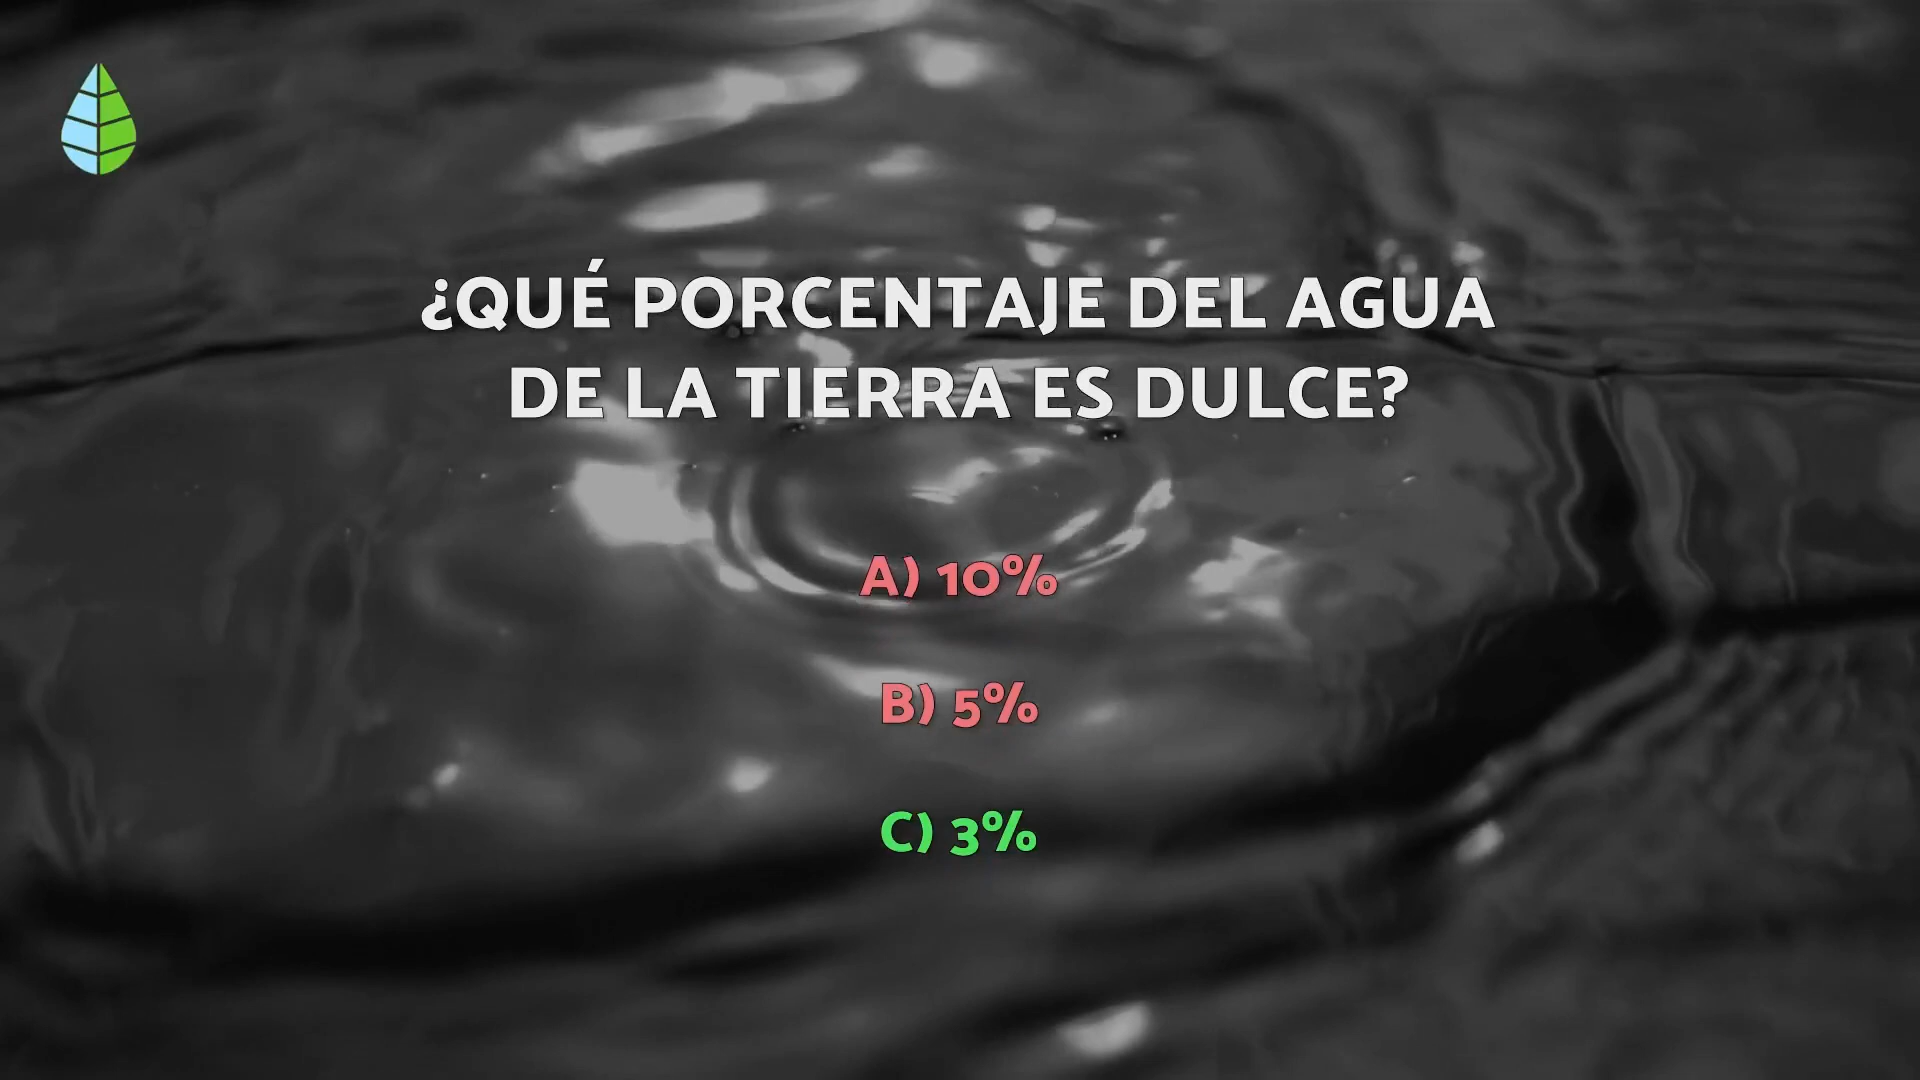 ¿QUÉ PORCENTAJE DEL AGUA
DE LA TIERRA ES DULCE?
A) 10%
B) 5%
C) 3%